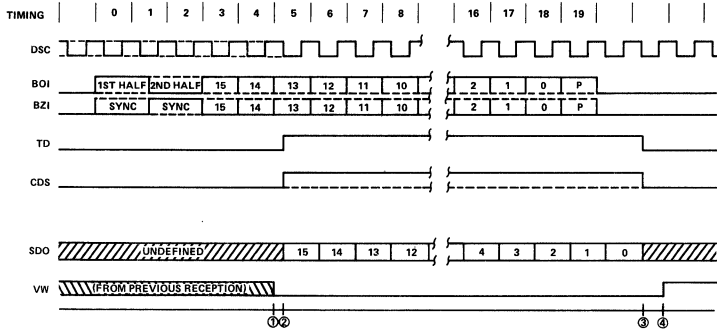 TIMING 0 1 2 3 4 5 6 7 8 16 17 18 19
DSC
BOI 1ST HALF 2ND HALF 15 14 13 12 11 10 2 1 0 P
BZI SYNC SYNC 15 14 13 12 11 10 2 1 0 P
TD
CDS
SDO UNDEFINED 15 14 13 12 4 3 2 1 0
VW (FROM PREVIOUS RECEPTION)
① ② ③ ④